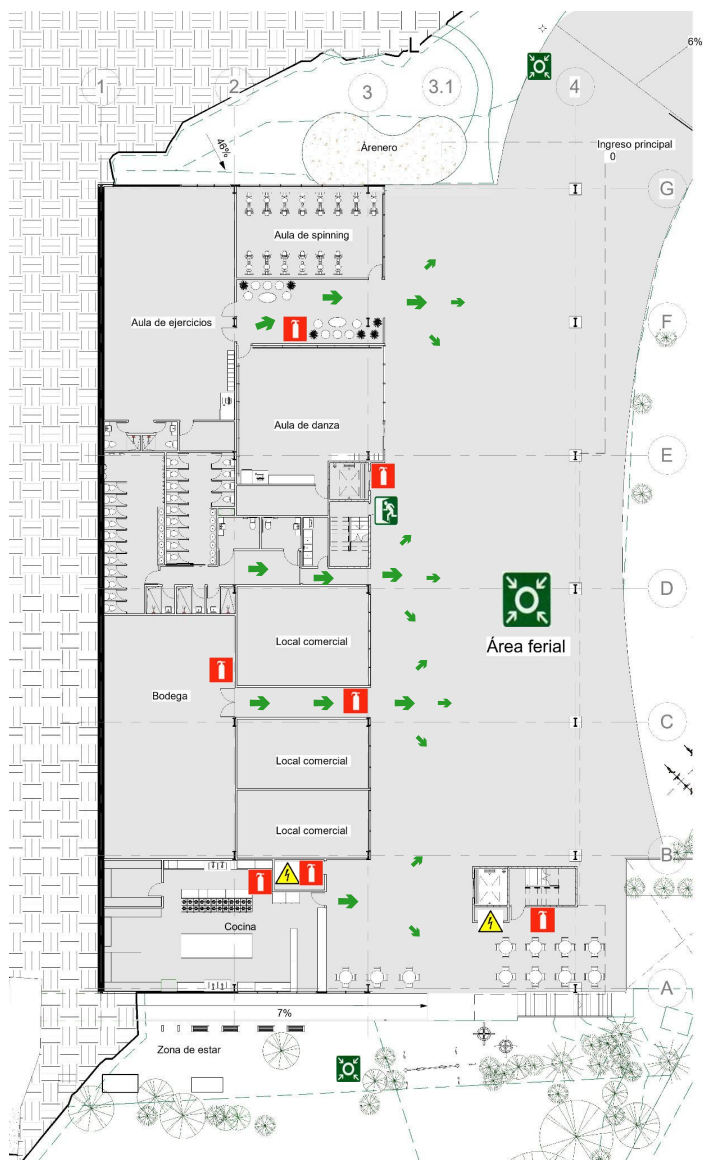 L
6%
1
2
3
3.1
4
46%
Arenero
Ingreso principal
0
G
Aula de spinning
Aula de ejercicios
F
Aula de danza
E
D
Local comercial
Área ferial
Bodega
C
Local comercial
Local comercial
B
Cocina
A
7%
Zona de estar